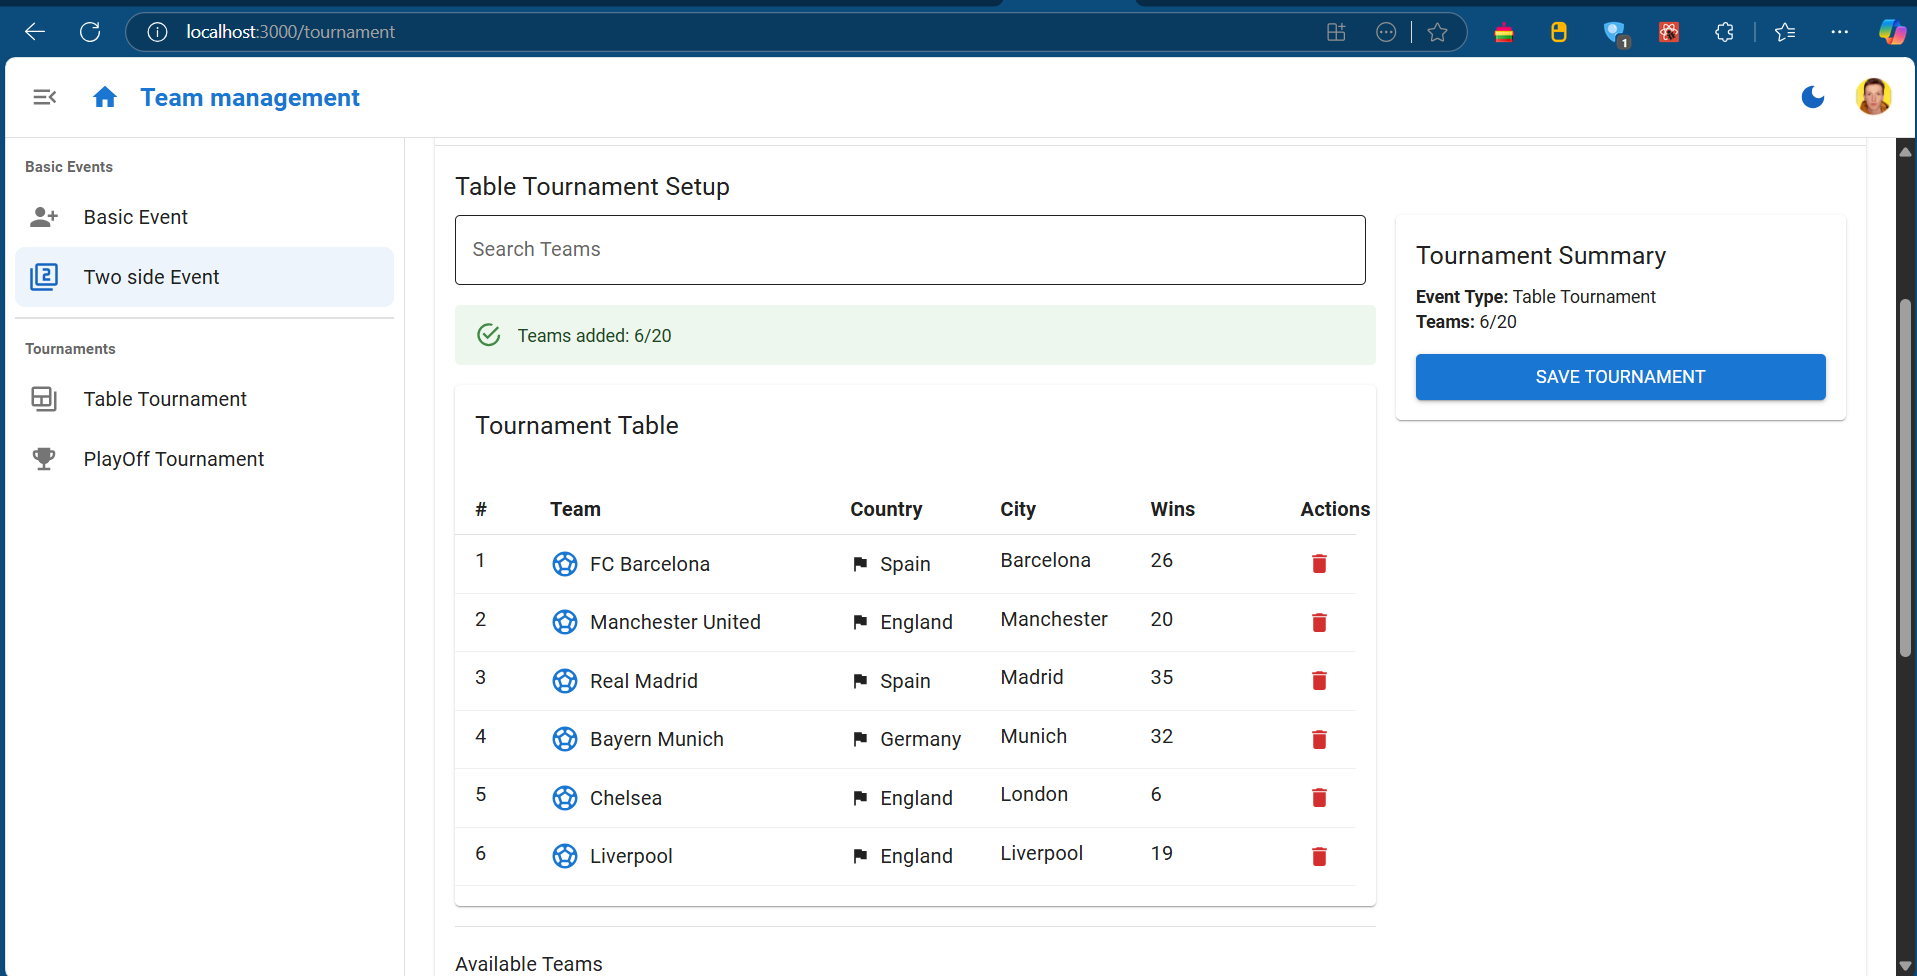 localhost:3000/tournament
1
Team management
Basic Events
Basic Event
2
Two side Event
Tournaments
Table Tournament
PlayOff Tournament
Table Tournament Setup
Search Teams
Teams added: 6/20
Tournament Table
# Team Country City Wins Actions
1 FC Barcelona Spain Barcelona 26
2 Manchester United England Manchester 20
3 Real Madrid Spain Madrid 35
4 Bayern Munich Germany Munich 32
5 Chelsea England London 6
6 Liverpool England Liverpool 19
Available Teams
Tournament Summary
Event Type: Table Tournament
Teams: 6/20
SAVE TOURNAMENT